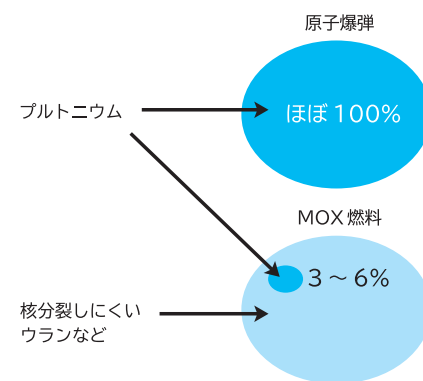 原子爆弾
プルトニウム
ほぼ100%
MOX燃料
3～6%
核分裂しにくい
ウランなど